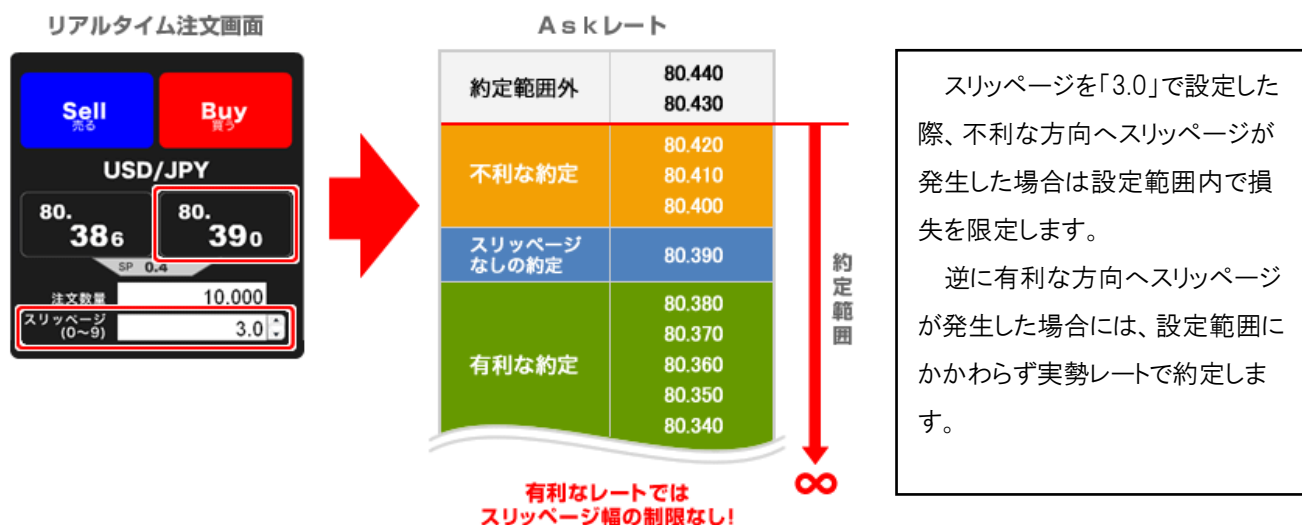 リアルタイム注文画面
Sell
売る
Buy
買う
USD/JPY
80.
386
80.
390
SP 0.4
注文数量 10.000
スリッページ
(0～9) 3.0
Askレート
約定範囲外
80.440
80.430
不利な約定
80.420
80.410
80.400
スリッページ
なしの約定
80.390
有利な約定
80.380
80.370
80.360
80.350
80.340
約定範囲
∞
有利なレートでは
スリッページ幅の制限なし!
スリッページを「3.0」で設定した
際、不利な方向へスリッページが
発生した場合は設定範囲内で損
失を限定します。
逆に有利な方向へスリッページ
が発生した場合には、設定範囲に
かかわらず実勢レートで約定しま
す。